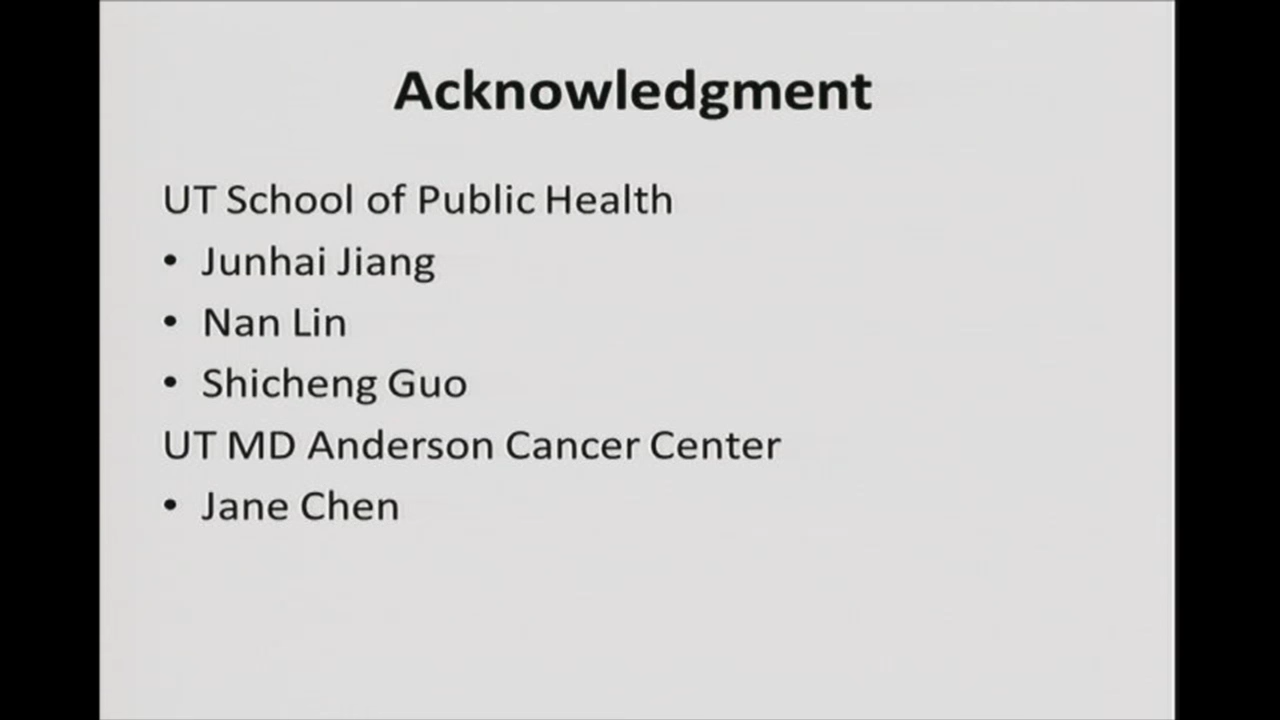 Acknowledgment
UT School of Public Health
• Junhai Jiang
• Nan Lin
• Shicheng Guo
UT MD Anderson Cancer Center
• Jane Chen